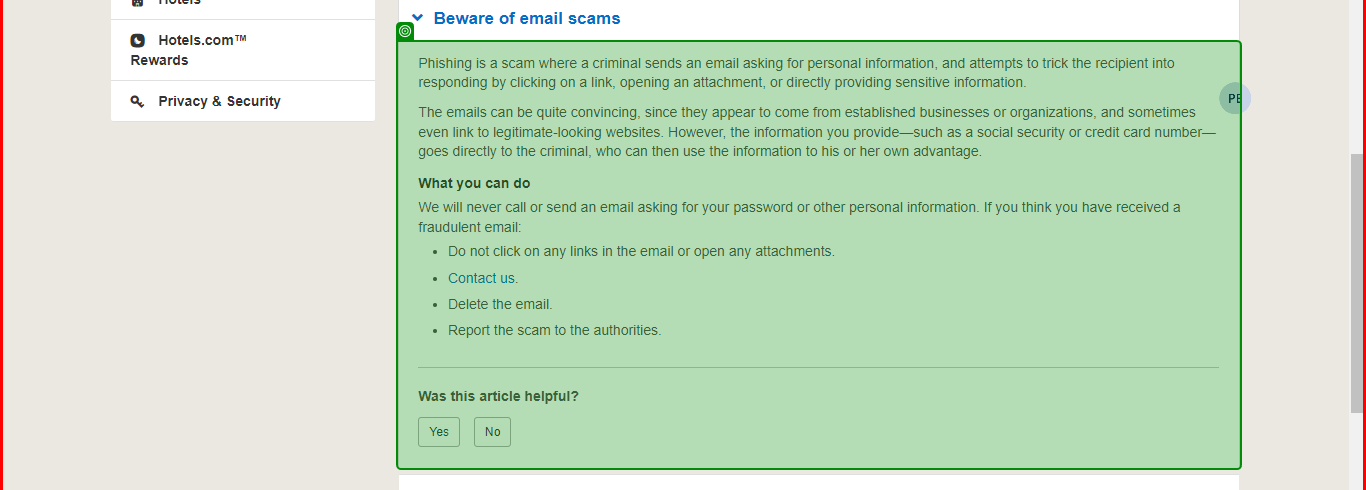 Hotels
Hotels.com™
Rewards
Privacy & Security
Beware of email scams
Phishing is a scam where a criminal sends an email asking for personal information, and attempts to trick the recipient into
responding by clicking on a link, opening an attachment, or directly providing sensitive information.
The emails can be quite convincing, since they appear to come from established businesses or organizations, and sometimes
even link to legitimate-looking websites. However, the information you provide—such as a social security or credit card number—
goes directly to the criminal, who can then use the information to his or her own advantage.
What you can do
We will never call or send an email asking for your password or other personal information. If you think you have received a
fraudulent email:
• Do not click on any links in the email or open any attachments.
• Contact us.
• Delete the email.
• Report the scam to the authorities.
Was this article helpful?
Yes
No